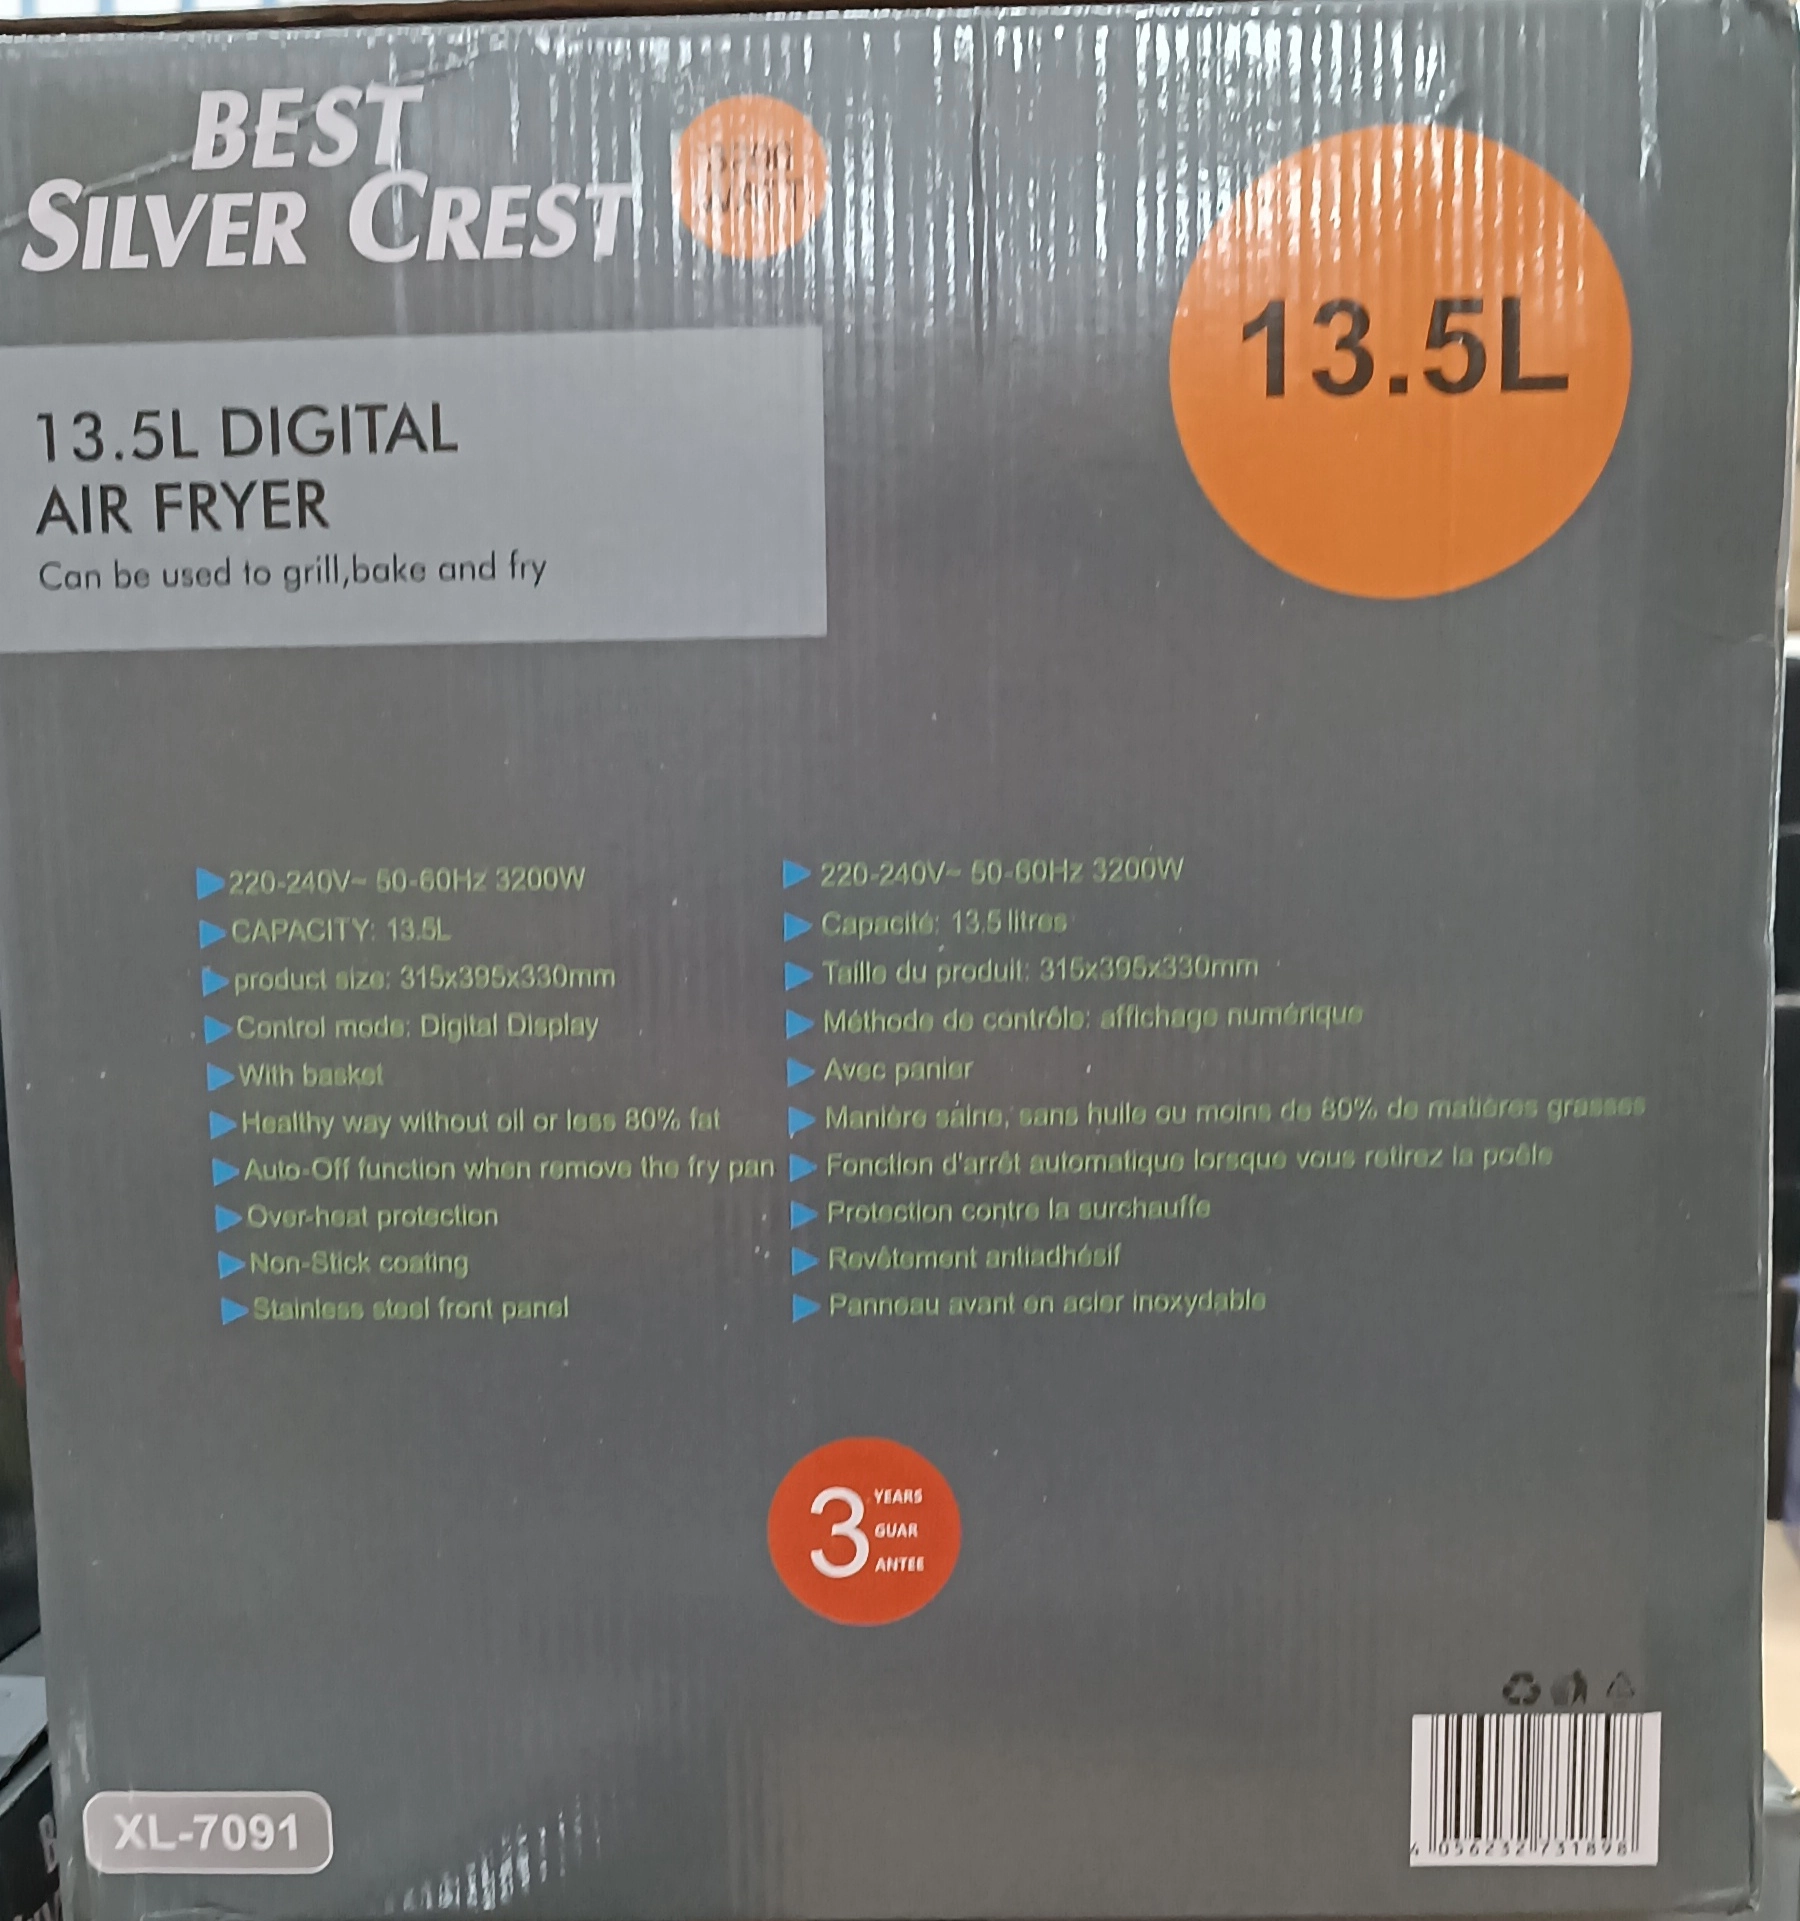 BEST
SILVER CREST
WATT
13.5L
13.5L DIGITAL
AIR FRYER
Can be used to grill,bake and fry
220-240V~ 50-60Hz 3200W
CAPACITY: 13.5L
product size: 315x395x330mm
Control mode: Digital Display
With basket
Healthy way without oil or less 80% fat
Auto-Off function when remove the fry pan
Over-heat protection
Non-Stick coating
Stainless steel front panel
220-240V~ 50-60Hz 3200W
Capacité: 13.5 litres
Taille du produit: 315x395x330mm
Méthode de contrôle: affichage numérique
Avec panier
Manière saine, sans huile ou moins de 80% de matières grasses
Fonction d'arrêt automatique lorsque vous retirez la poêle
Protection contre la surchauffe
Revêtement antiadhésif
Panneau avant en acier inoxydable
3 YEARS
GUAR
ANTEE
XL-7091
4 056232 731898